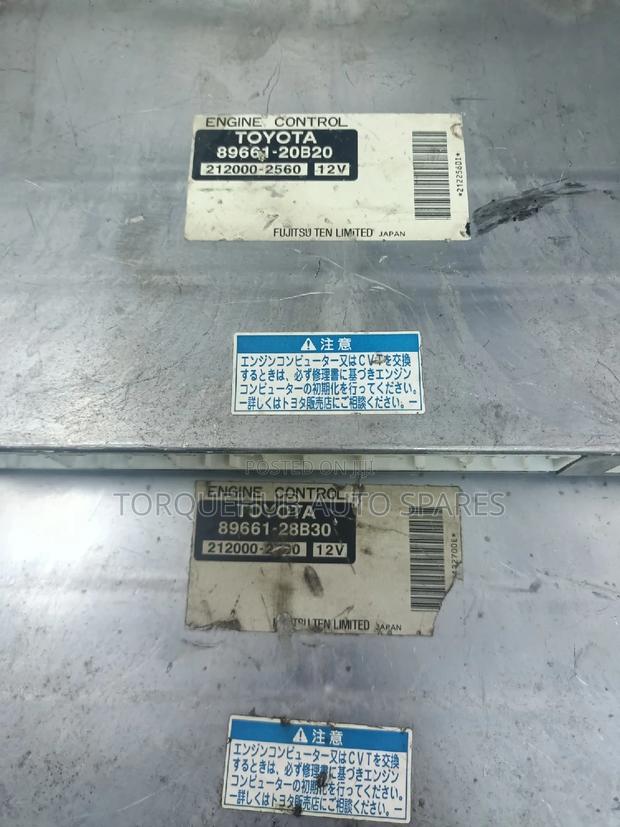 ENGINE CONTROL
TOYOTA
89661-20B20
212000-2560 12V
*2122560I*
FUJITSU TEN LIMITED JAPAN
⚠注意
エンジンコンピューター又はCVTを交換
するときは、必ず修理書に基づきエンジン
コンピューターの初期化を行ってください。
ー詳しくはトヨタ販売店にご相談ください。ー
POSTED ON JIJI
TORQUE HUB AUTO SPARES
ENGINE CONTROL
TOYOTA
89661-28B30
12V
LIMITED JAPAN
⚠注意
エンジンコンピューター又はCVTを交換
するときは、必ず修理書に基づきエンジン
コンピューターの初期化を行ってください。
ー詳しくはトヨタ販売店にご相談ください。ー